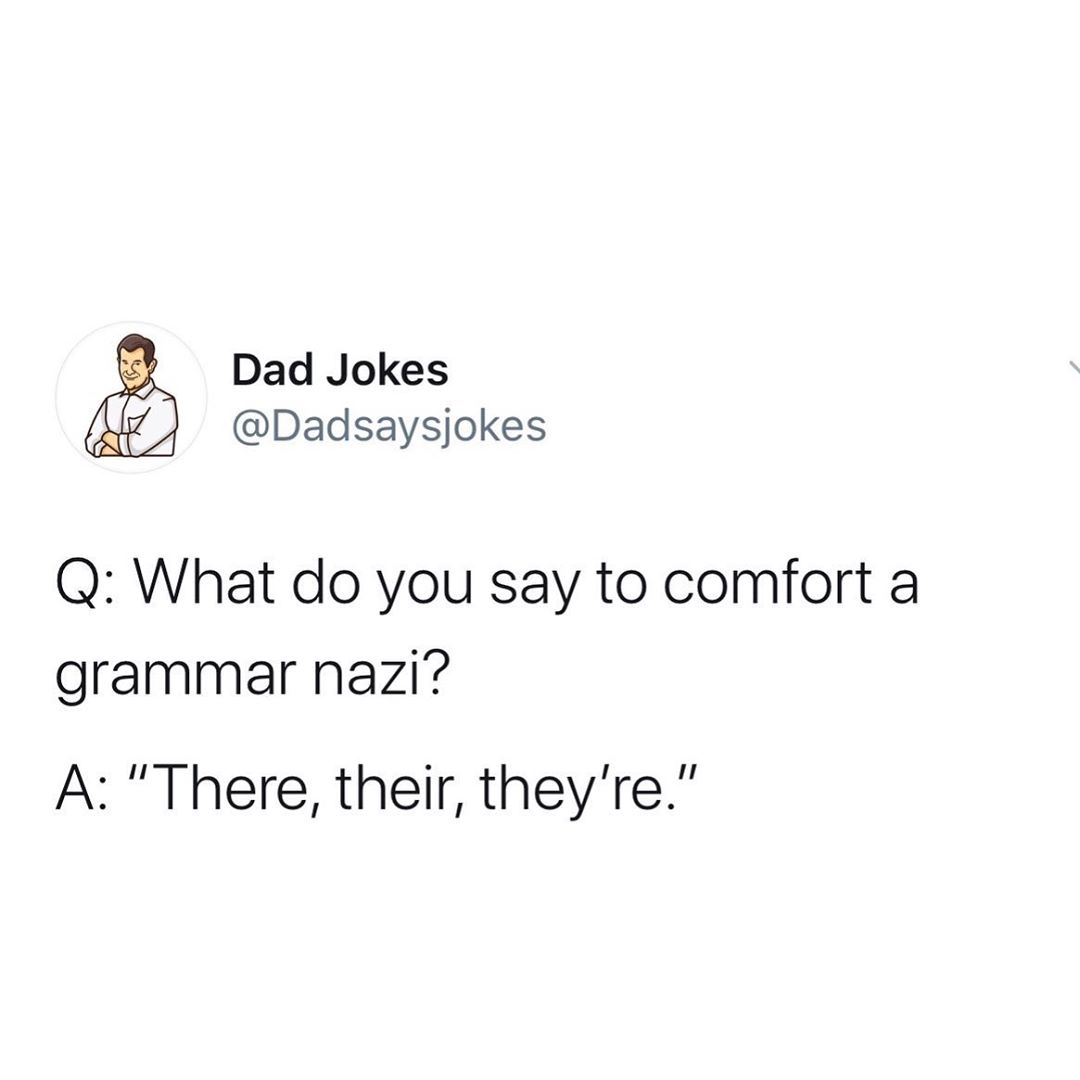 Dad Jokes
@Dadsaysjokes
Q: What do you say to comfort a
grammar nazi?
A: “There, their, they’re.”